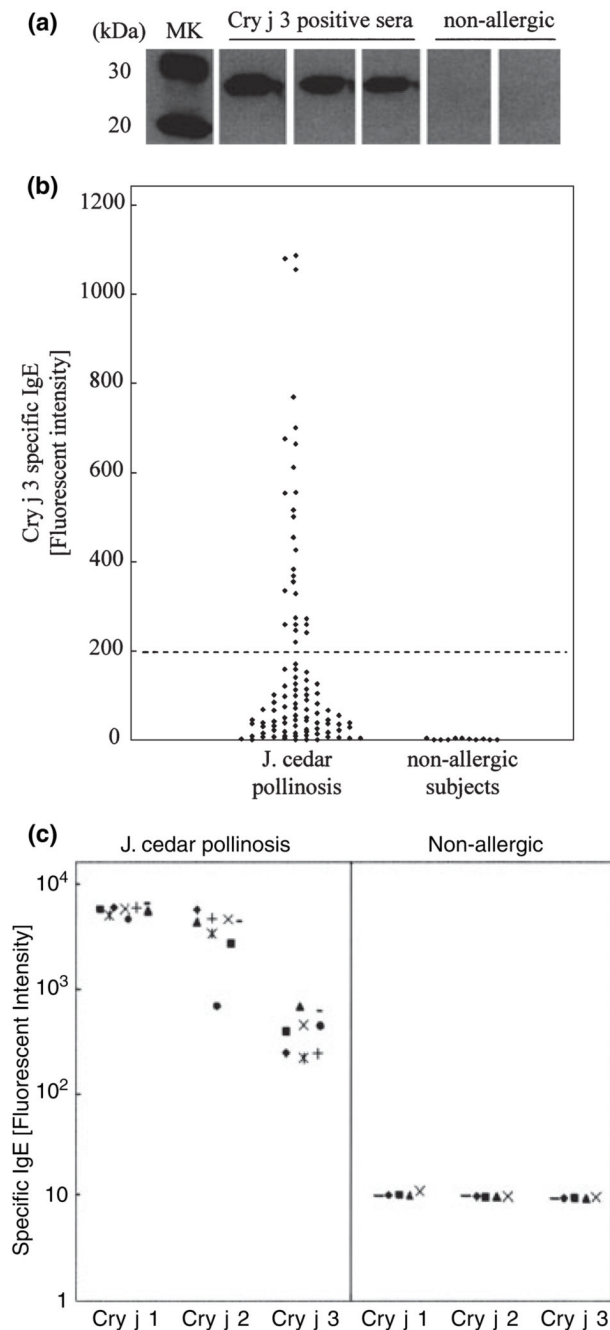 (a)
(kDa) MK Cry j 3 positive sera non-allergic
30
20
(b)
Cry j 3 specific IgE
[Fluorescent intensity]
1200
1000
800
600
400
200
0
J. cedar pollinosis
non-allergic subjects
(c)
J. cedar pollinosis Non-allergic
Specific IgE [Fluorescent Intensity]
10⁴
10³
10²
10
1
Cry j 1 Cry j 2 Cry j 3 Cry j 1 Cry j 2 Cry j 3